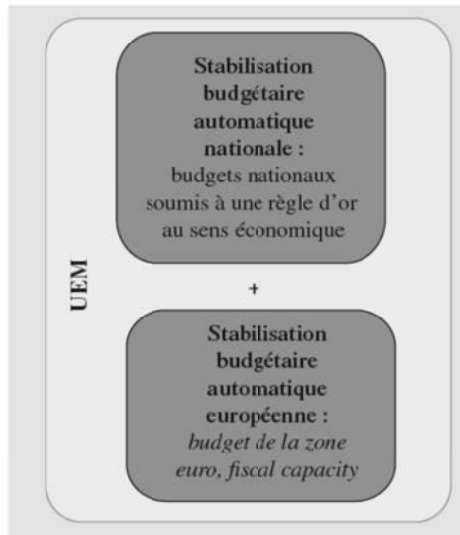 UEM
Stabilisation
budgétaire
automatique
nationale :
budgets nationaux
soumis à une règle d'or
au sens économique
+
Stabilisation
budgétaire
automatique
européenne :
budget de la zone
euro, fiscal capacity